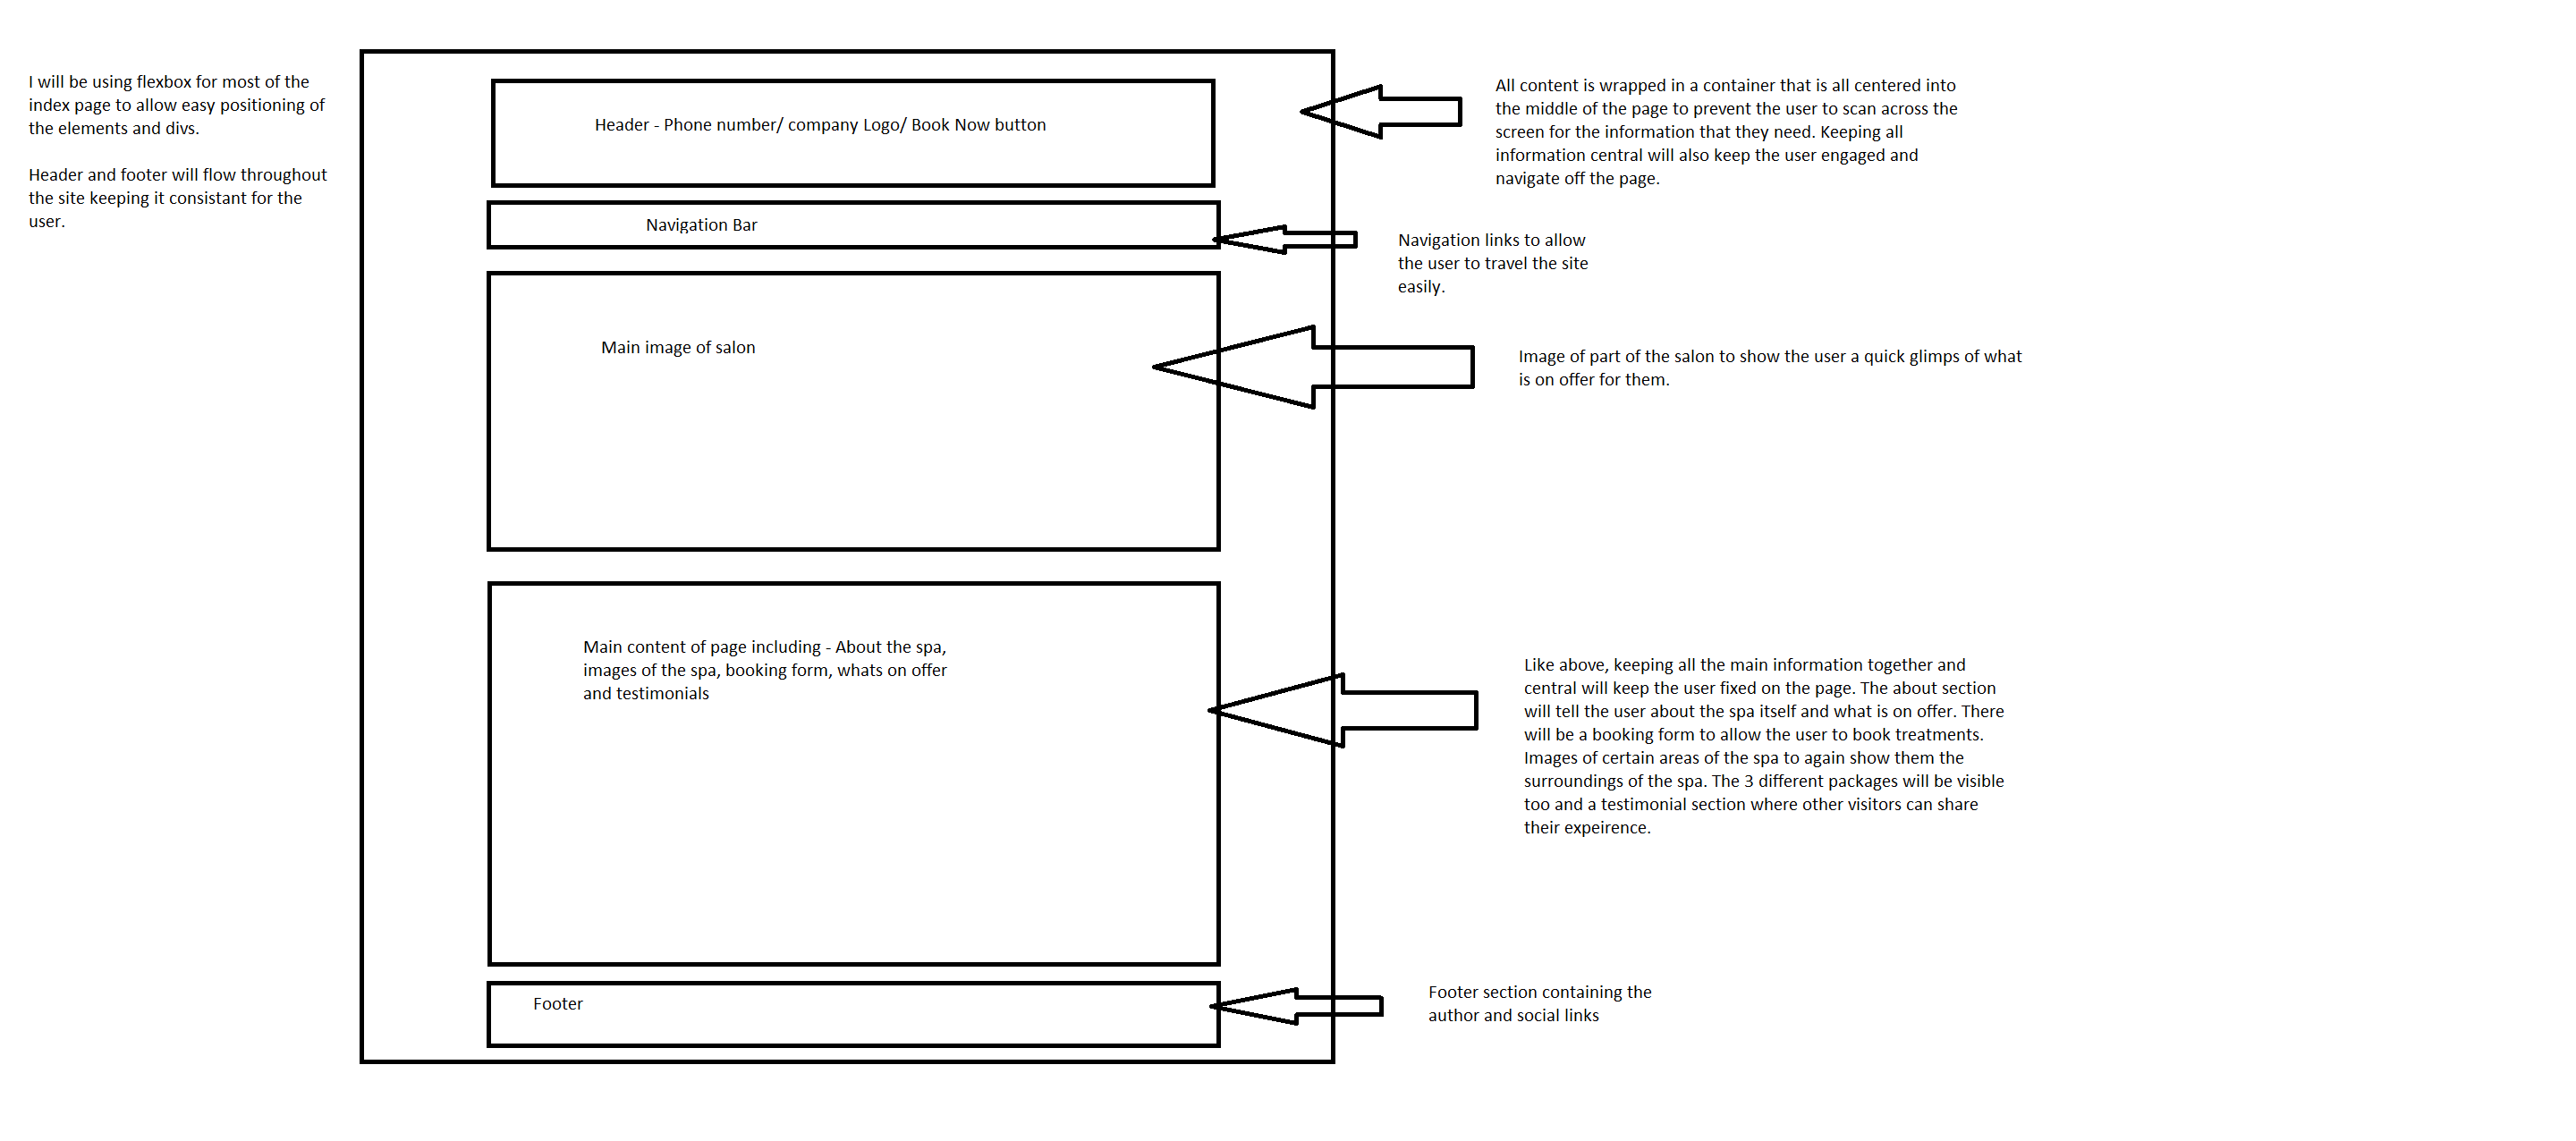 I will be using flexbox for most of the
index page to allow easy positioning of
the elements and divs.
Header and footer will flow throughout
the site keeping it consistant for the
user.
Header - Phone number/ company Logo/ Book Now button
All content is wrapped in a container that is all centered into
the middle of the page to prevent the user to scan across the
screen for the information that they need. Keeping all
information central will also keep the user engaged and
navigate off the page.
Navigation Bar
Navigation links to allow
the user to travel the site
easily.
Main image of salon
Image of part of the salon to show the user a quick glimps of what
is on offer for them.
Main content of page including - About the spa,
images of the spa, booking form, whats on offer
and testimonials
Like above, keeping all the main information together and
central will keep the user fixed on the page. The about section
will tell the user about the spa itself and what is on offer. There
will be a booking form to allow the user to book treatments.
Images of certain areas of the spa to again show them the
surroundings of the spa. The 3 different packages will be visible
too and a testimonial section where other visitors can share
their expeirence.
Footer
Footer section containing the
author and social links